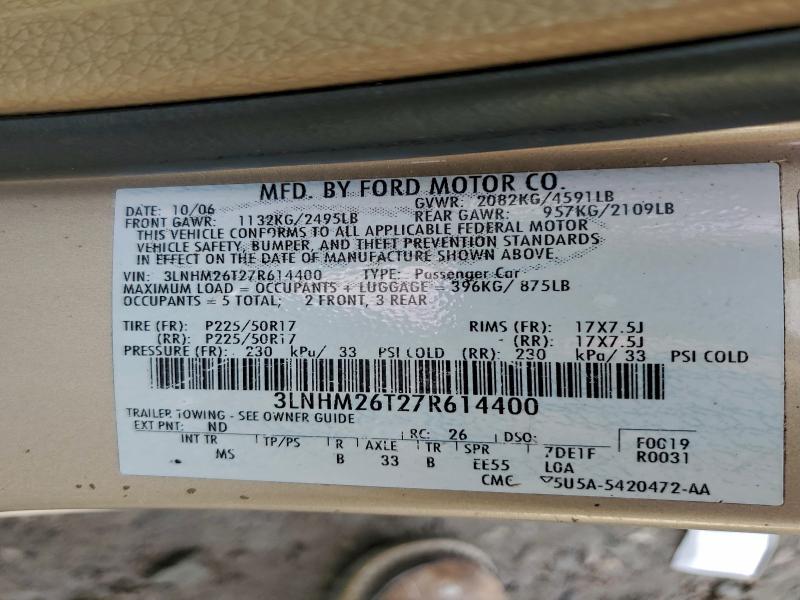 MFD. BY FORD MOTOR CO.
DATE: 10/06 GVWR: 2082KG/4591LB
FRONT GAWR: 1132KG/2495LB REAR GAWR: 957KG/2109LB
THIS VEHICLE CONFORMS TO ALL APPLICABLE FEDERAL MOTOR
VEHICLE SAFETY, BUMPER, AND THEFT PREVENTION STANDARDS
IN EFFECT ON THE DATE OF MANUFACTURE SHOWN ABOVE.
VIN: 3LNHM26T27R614400 TYPE: Passenger Car
MAXIMUM LOAD = OCCUPANTS + LUGGAGE = 396KG/ 875LB
OCCUPANTS = 5 TOTAL; 2 FRONT, 3 REAR
TIRE (FR): P225/50R17 RIMS (FR): 17X7.5J
(RR): P225/50R17 (RR): 17X7.5J
PRESSURE (FR): 230 kPa/ 33 PSI COLD (RR): 230 kPa/ 33 PSI COLD
3LNHM26T27R614400
TRAILER TOWING - SEE OWNER GUIDE
EXT PNT: ND RC: 26 DSO: FOC19
INT TR TP/PS R AXLE TR SPR 7DE1F R0031
MS B 33 B EE55 LGA
CMC ▽5U5A-5420472-AA